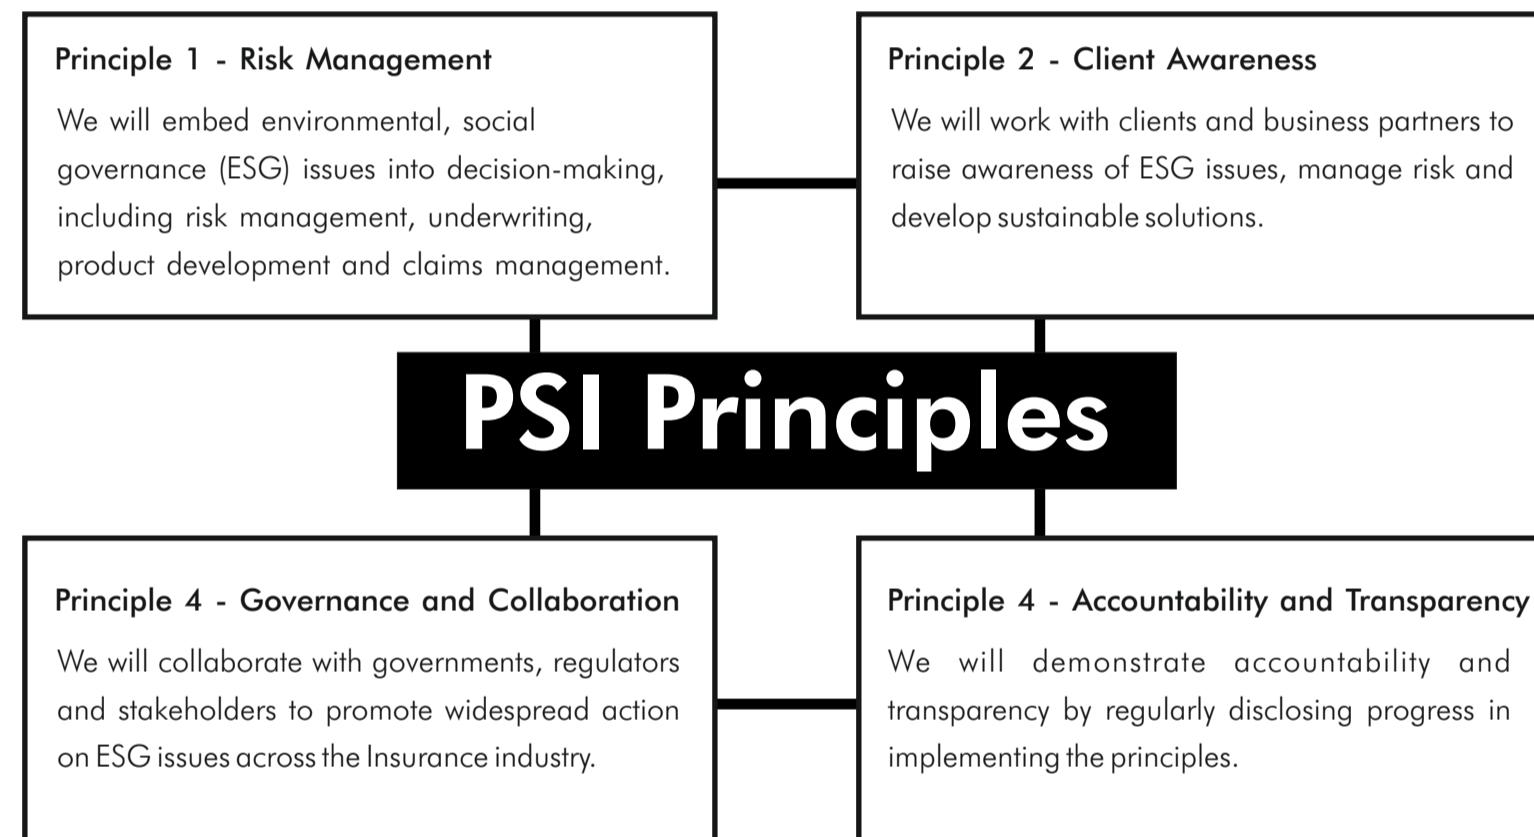 Principle 1 - Risk Management
We will embed environmental, social
governance (ESG) issues into decision-making,
including risk management, underwriting,
product development and claims management.
Principle 2 - Client Awareness
We will work with clients and business partners to
raise awareness of ESG issues, manage risk and
develop sustainable solutions.
PSI Principles
Principle 4 - Governance and Collaboration
We will collaborate with governments, regulators
and stakeholders to promote widespread action
on ESG issues across the Insurance industry.
Principle 4 - Accountability and Transparency
We will demonstrate accountability and
transparency by regularly disclosing progress in
implementing the principles.